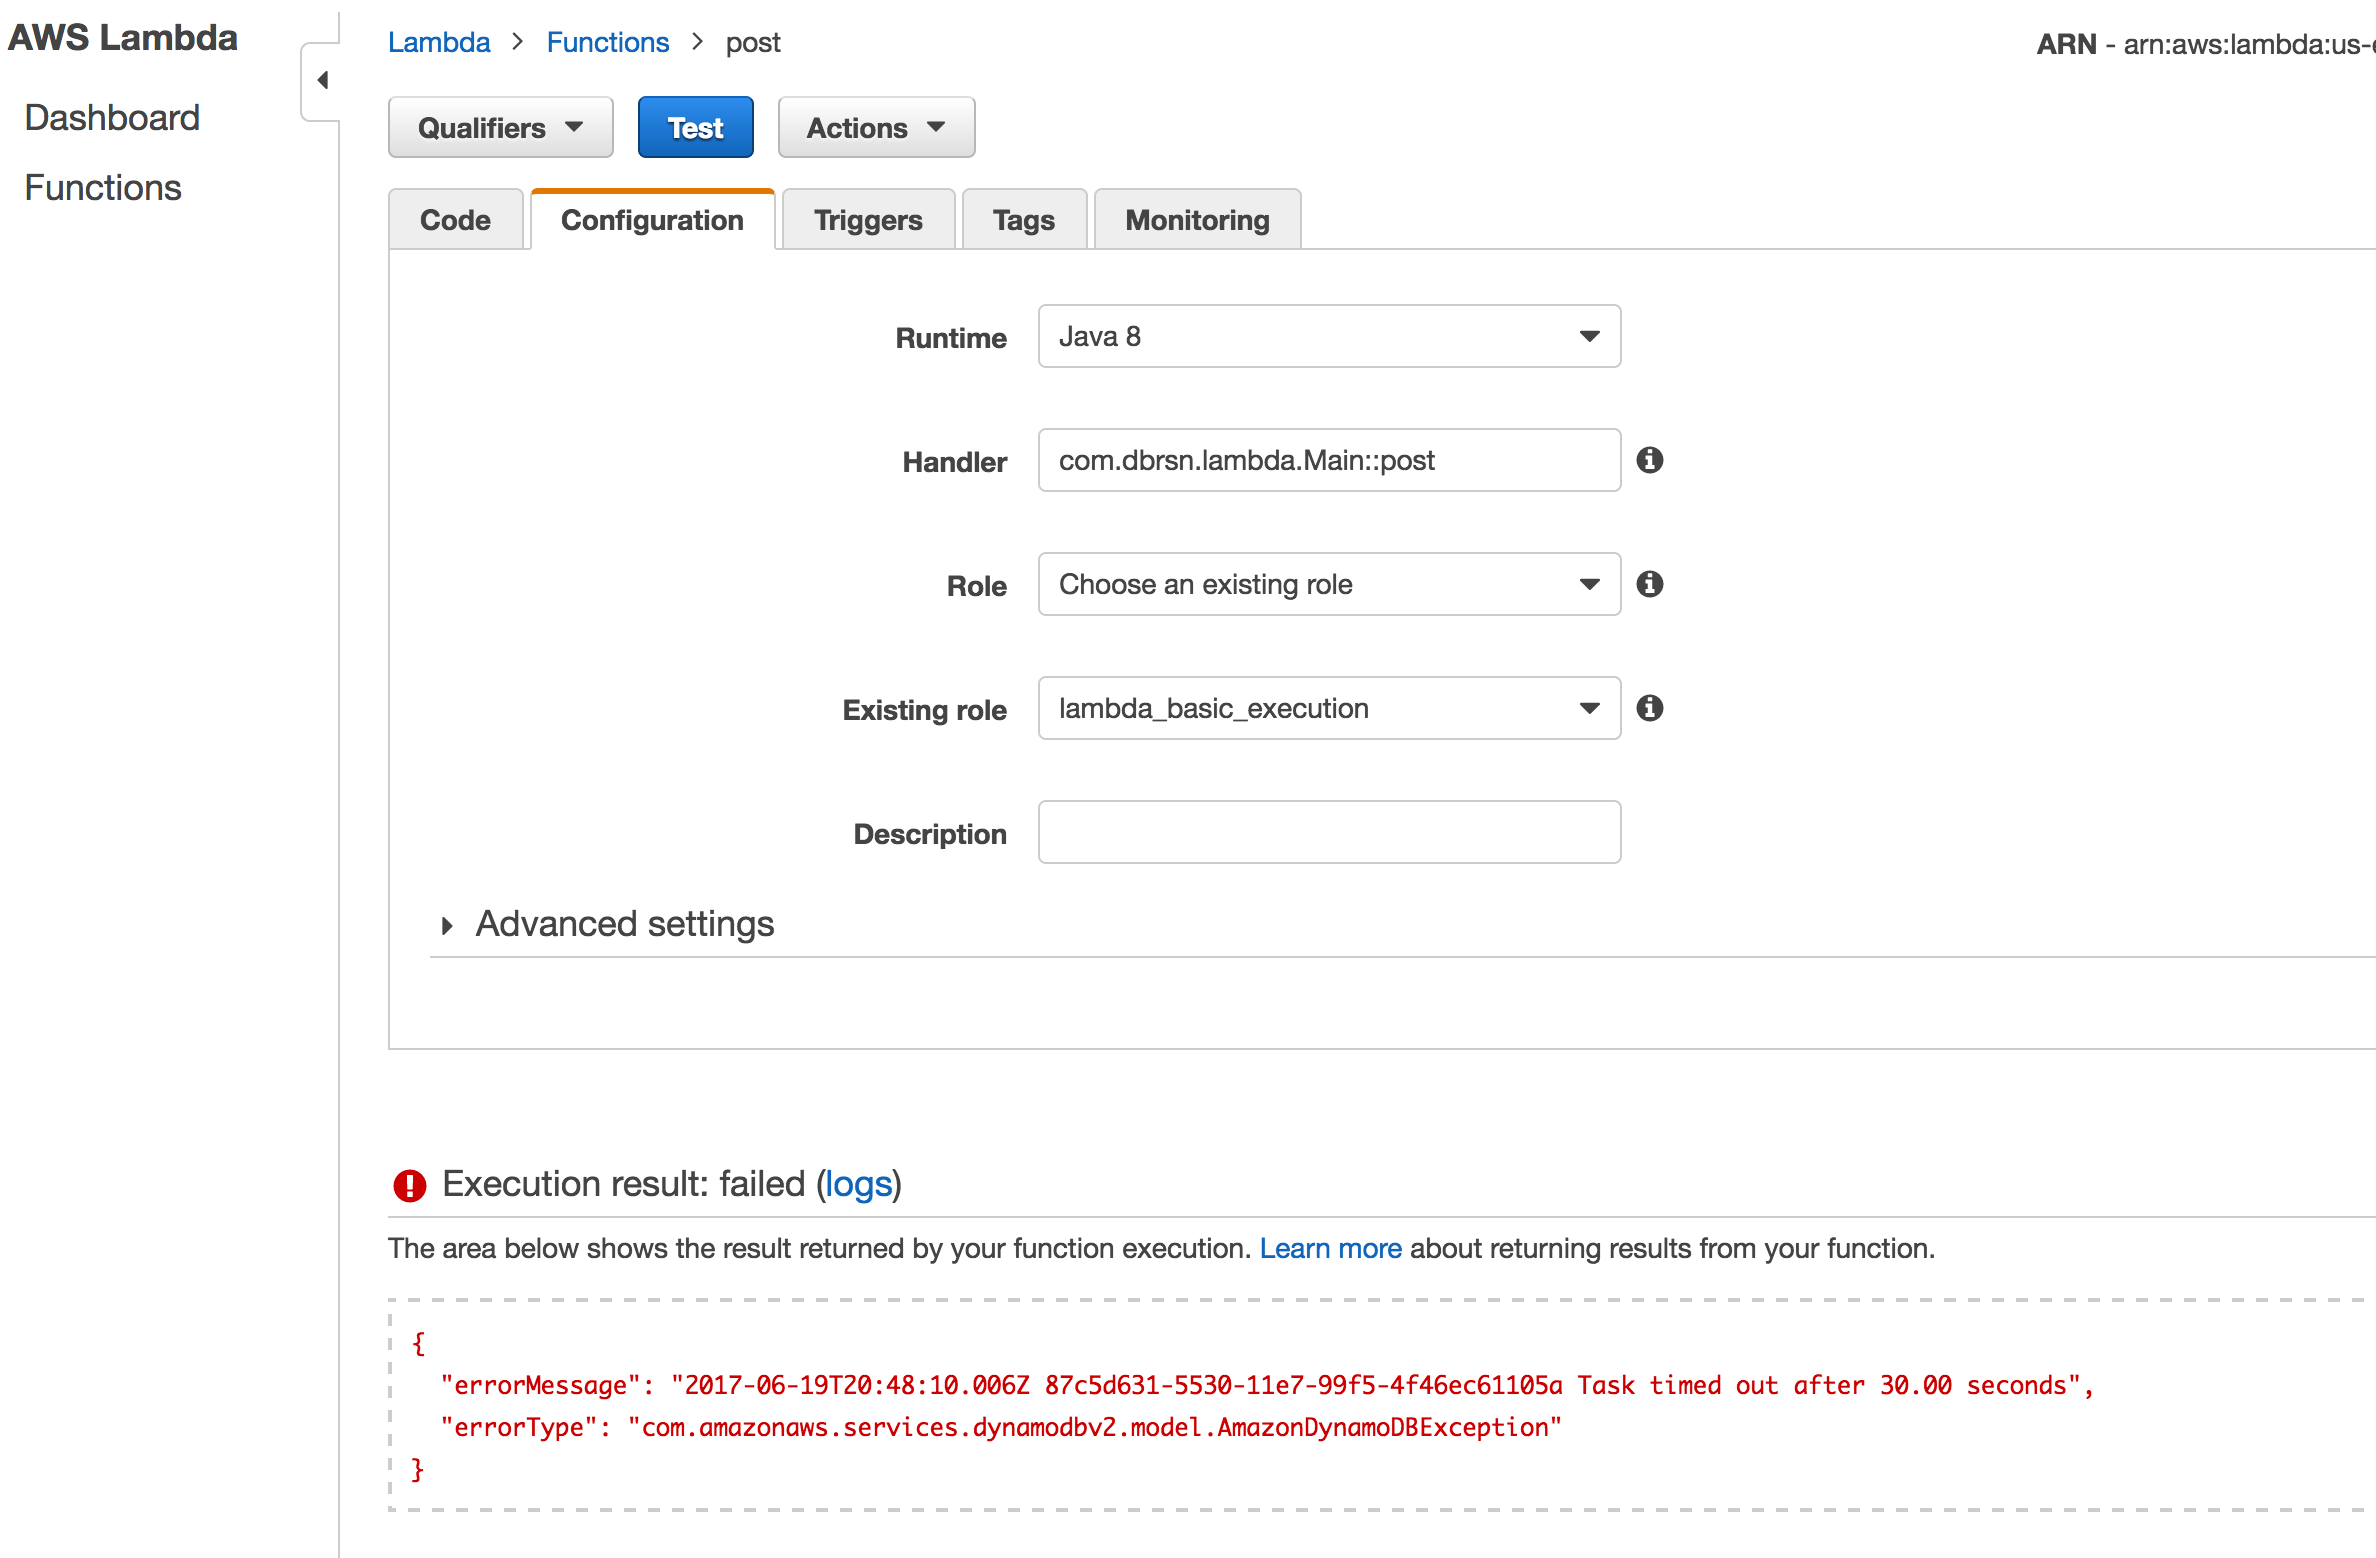 AWS Lambda
Dashboard
Functions
Lambda > Functions > post
ARN - arn:aws:lambda:us-e
Qualifiers Test Actions
Code Configuration Triggers Tags Monitoring
Runtime Java 8
Handler com.dbrsn.lambda.Main::post
Role Choose an existing role
Existing role lambda_basic_execution
Description
Advanced settings
Execution result: failed (logs)
The area below shows the result returned by your function execution. Learn more about returning results from your function.
{
"errorMessage": "2017-06-19T20:48:10.006Z 87c5d631-5530-11e7-99f5-4f46ec61105a Task timed out after 30.00 seconds",
"errorType": "com.amazonaws.services.dynamodbv2.model.AmazonDynamoDBException"
}